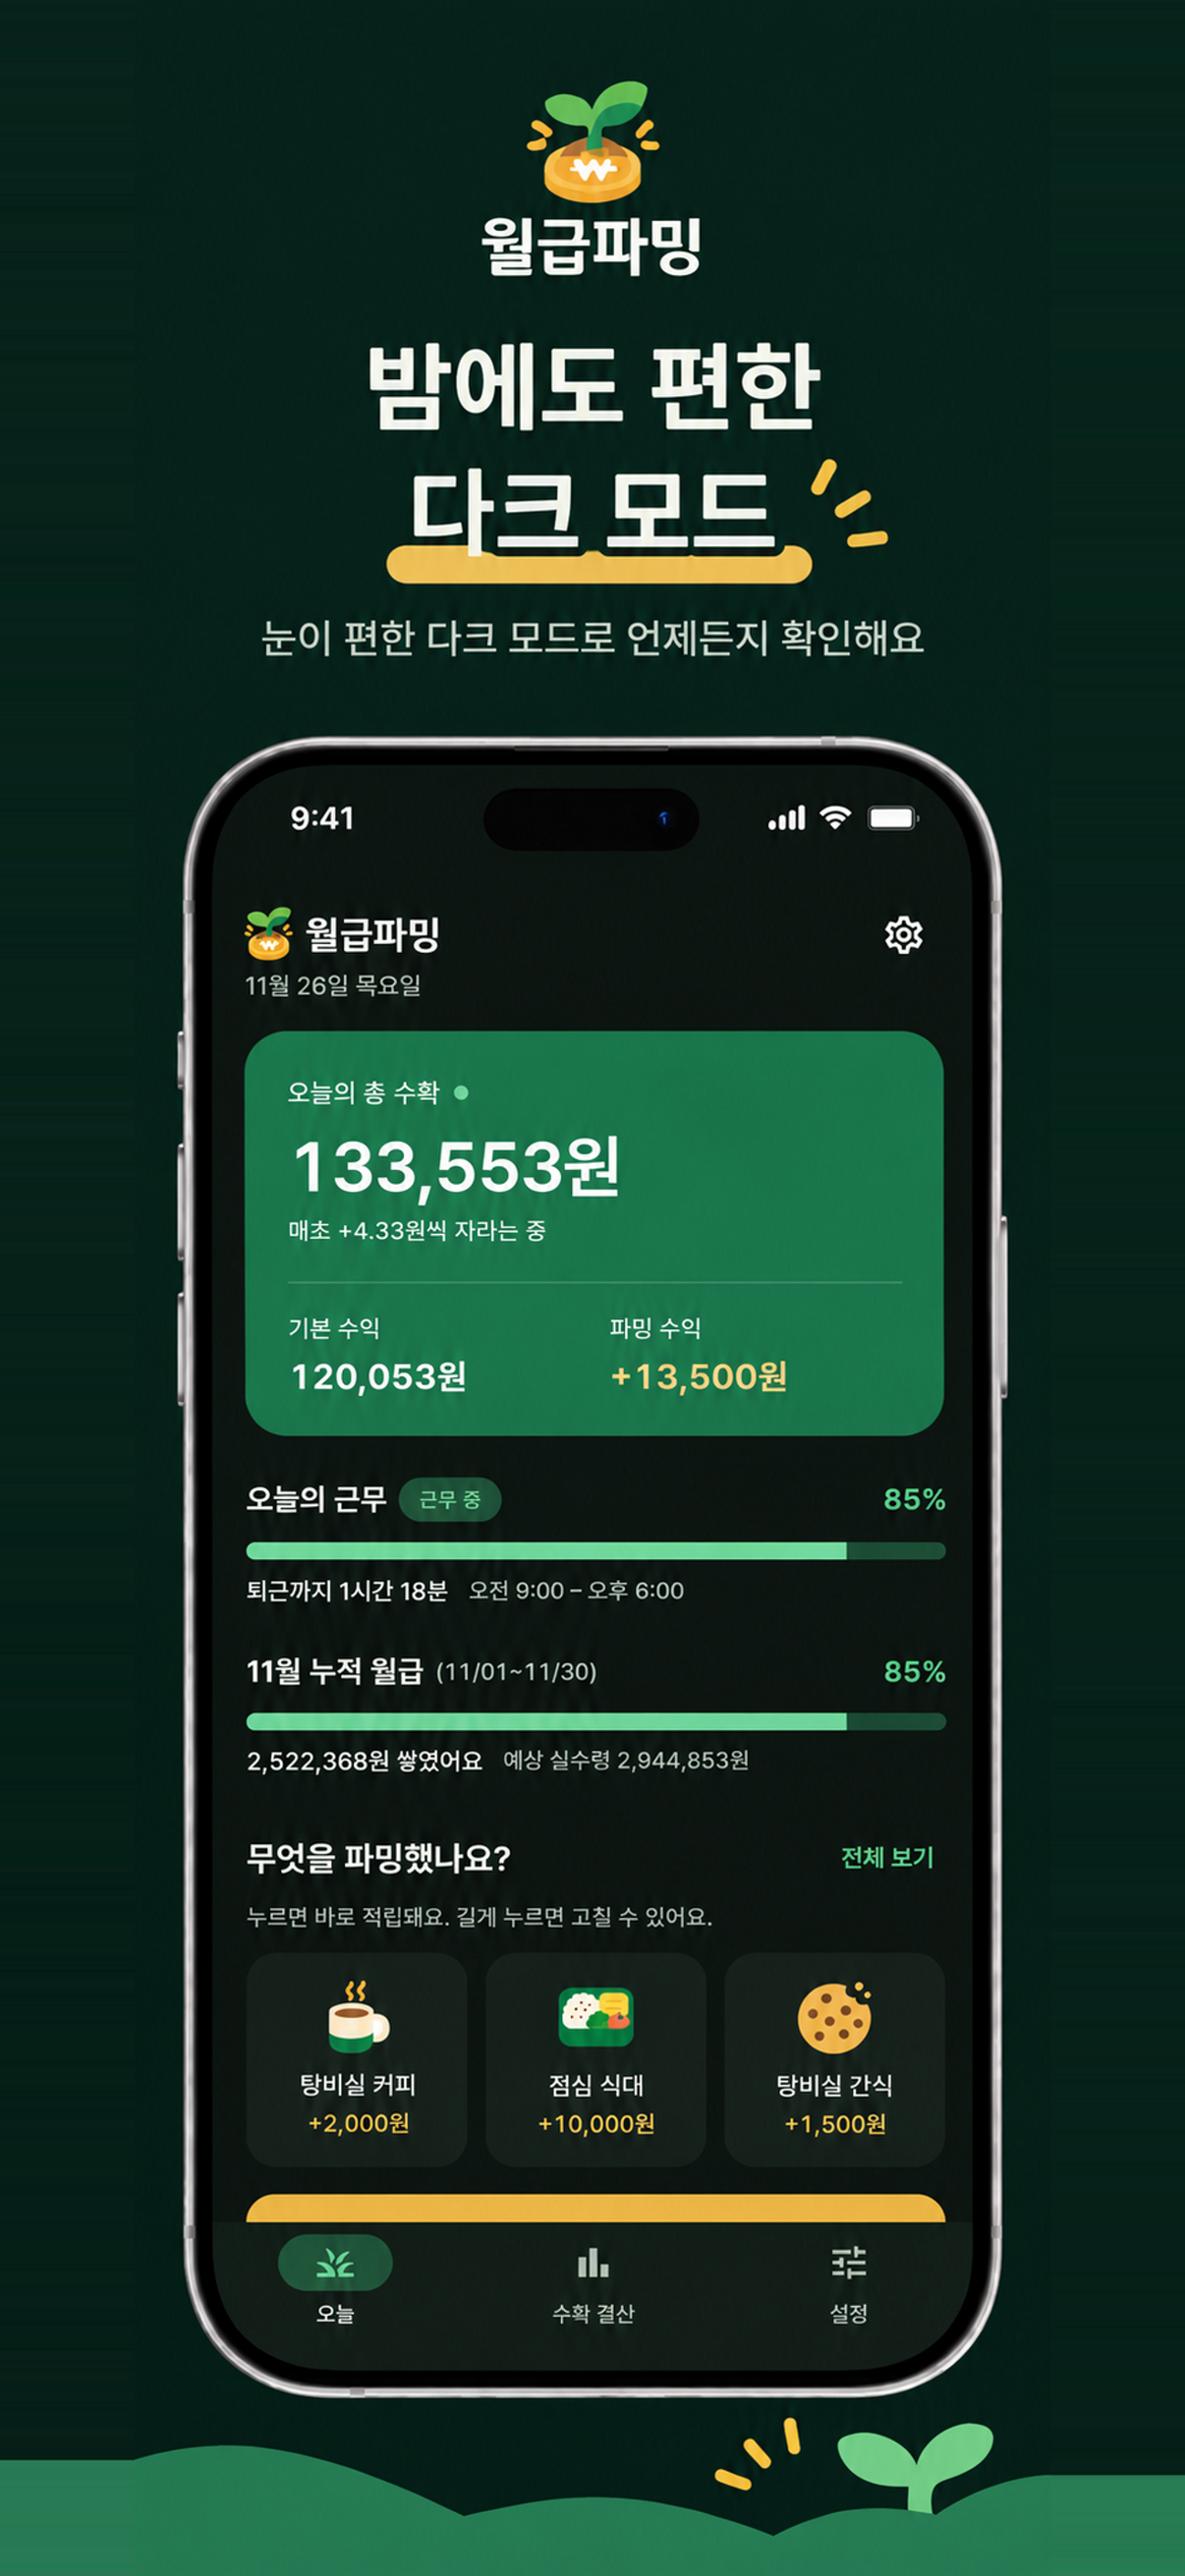 월급파밍
밤에도 편한
다크 모드
눈이 편한 다크 모드로 언제든지 확인해요
9:41
월급파밍
11월 26일 목요일
오늘의 총 수확
133,553원
매초 +4.33원씩 자라는 중
기본 수익 파밍 수익
120,053원 +13,500원
오늘의 근무 근무 중 85%
퇴근까지 1시간 18분 오전 9:00 – 오후 6:00
11월 누적 월급 (11/01~11/30) 85%
2,522,368원 쌓였어요 예상 실수령 2,944,853원
무엇을 파밍했나요? 전체 보기
누르면 바로 적립돼요. 길게 누르면 고칠 수 있어요.
탕비실 커피 점심 식대 탕비실 간식
+2,000원 +10,000원 +1,500원
오늘 수확 결산 설정